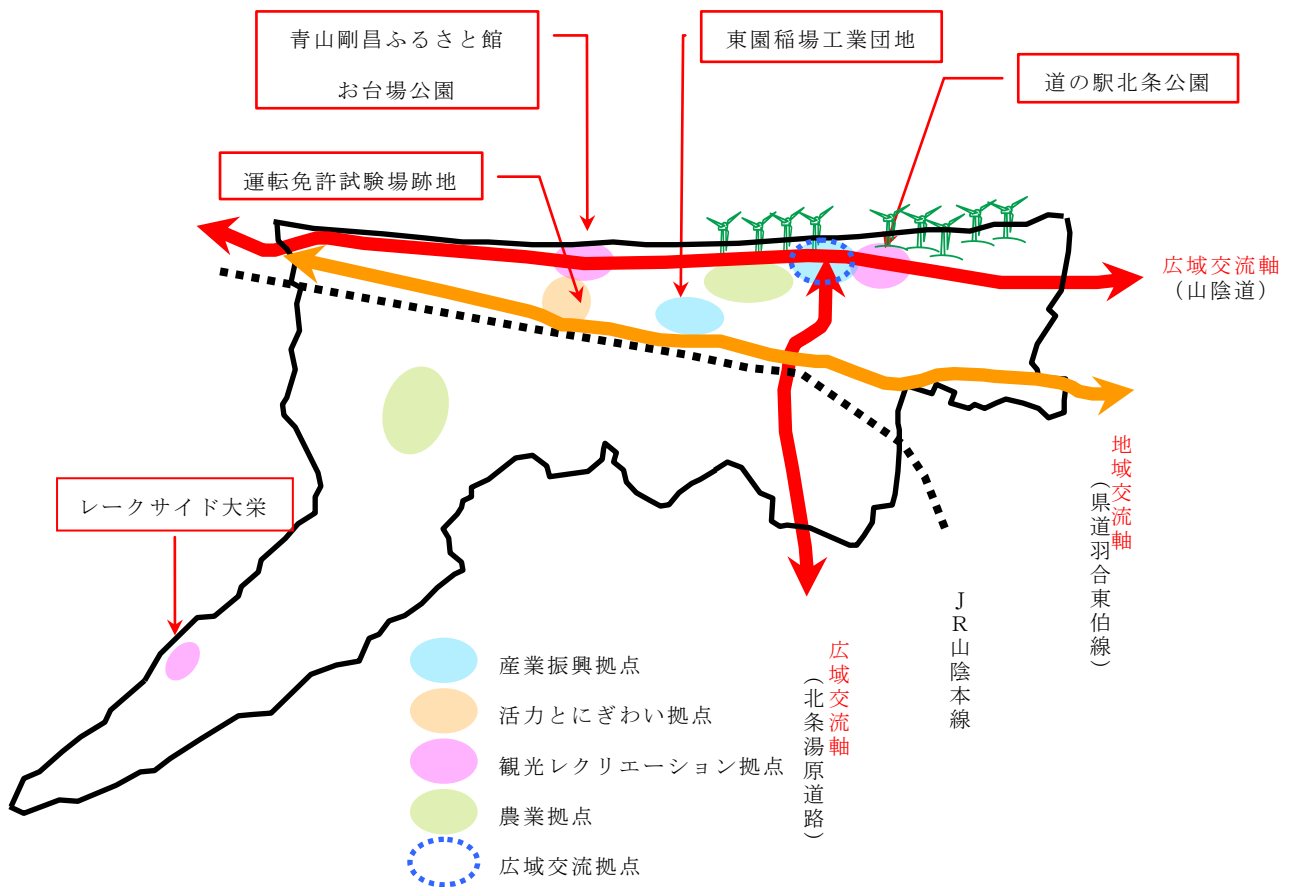 青山剛昌ふるさと館
お台場公園
東園稲場工業団地
道の駅北条公園
運転免許試験場跡地
広域交流軸
（山陰道）
地域交流軸
（県道羽合東伯線）
レークサイド大栄
ＪＲ山陰本線
広域交流軸
（北条湯原道路）
産業振興拠点
活力とにぎわい拠点
観光レクリエーション拠点
農業拠点
広域交流拠点